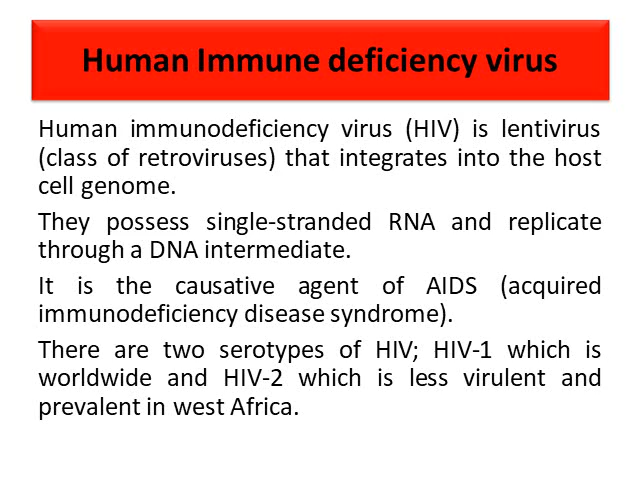 Human Immune deficiency virus
Human immunodeficiency virus (HIV) is lentivirus
(class of retroviruses) that integrates into the host
cell genome.
They possess single-stranded RNA and replicate
through a DNA intermediate.
It is the causative agent of AIDS (acquired
immunodeficiency disease syndrome).
There are two serotypes of HIV; HIV-1 which is
worldwide and HIV-2 which is less virulent and
prevalent in west Africa.